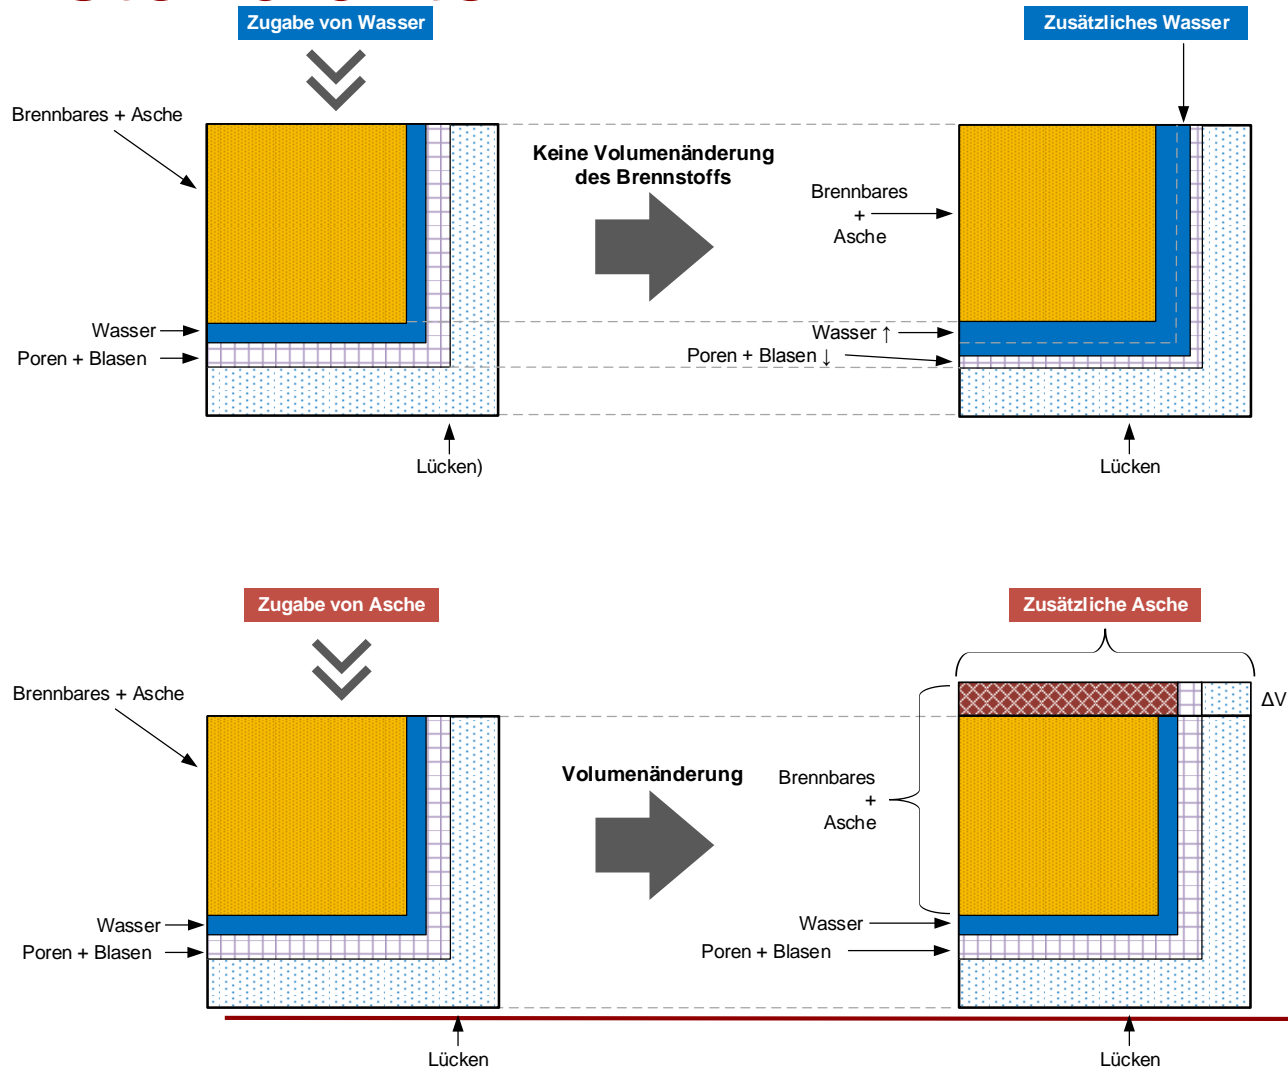 Zugabe von Wasser
Zusätzliches Wasser
Brennbares + Asche
Keine Volumenänderung
des Brennstoffs
Brennbares
+
Asche
Wasser
Wasser ↑
Poren + Blasen
Poren + Blasen ↓
Lücken)
Lücken
Zugabe von Asche
Zusätzliche Asche
Brennbares + Asche
ΔV
Volumenänderung
Brennbares
+
Asche
Wasser
Wasser
Poren + Blasen
Poren + Blasen
Lücken
Lücken